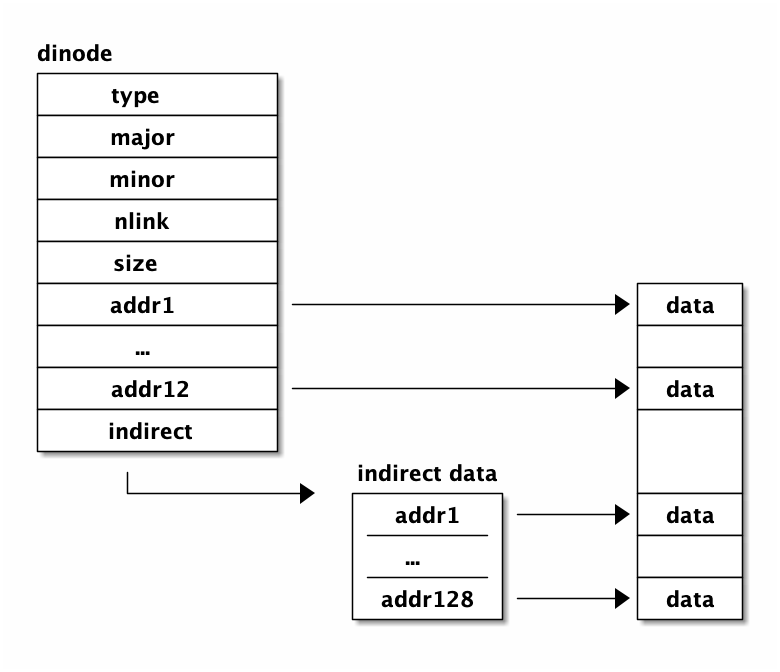 dinode
type
major
minor
nlink
size
addr1
...
addr12
indirect
indirect data
addr1
...
addr128
data
data
data
data